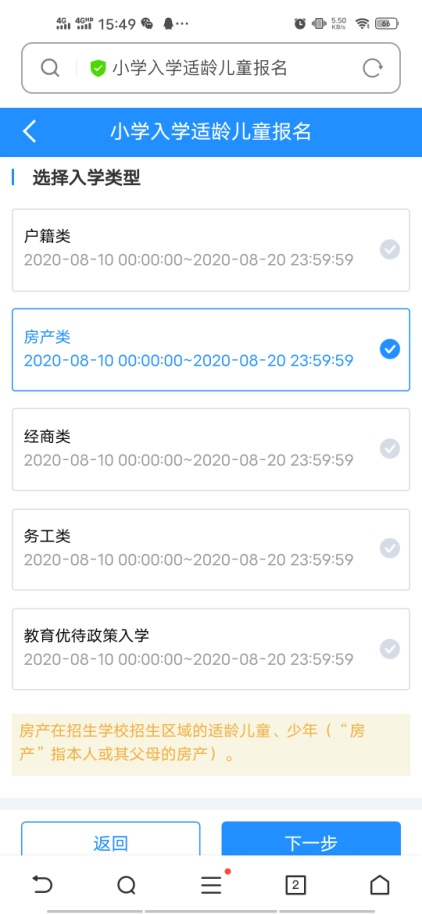 4G 4GHD 15:49 5.50 KB/s 66
小学入学适龄儿童报名
小学入学适龄儿童报名
选择入学类型
户籍类
2020-08-10 00:00:00~2020-08-20 23:59:59
房产类
2020-08-10 00:00:00~2020-08-20 23:59:59
经商类
2020-08-10 00:00:00~2020-08-20 23:59:59
务工类
2020-08-10 00:00:00~2020-08-20 23:59:59
教育优待政策入学
2020-08-10 00:00:00~2020-08-20 23:59:59
房产在招生学校招生区域的适龄儿童、少年（“房
产”指本人或其父母的房产）。
返回 下一步
2